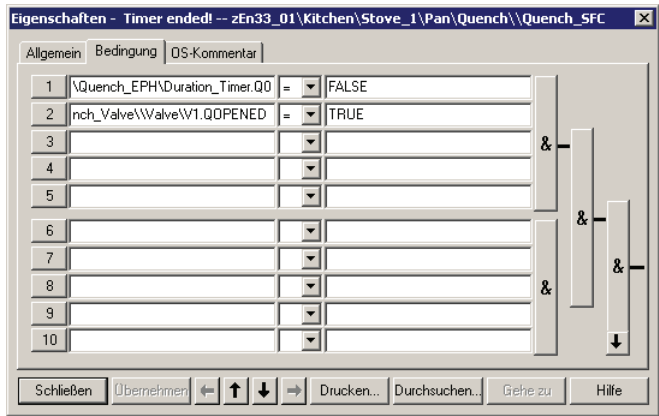 Eigenschaften - Timer ended! -- zEn33_01\Kitchen\Stove_1\Pan\Quench\\Quench_SFC
Allgemein Bedingung OS-Kommentar
1 \Quench_EPH\Duration_Timer.Q0 = FALSE
2 nch_Valve\\Valve\V1.QOPENED = TRUE
3
4
5
&
6
7
8
9
10
&
&
&
Schließen Übernehmen Drucken... Durchsuchen... Gehe zu Hilfe